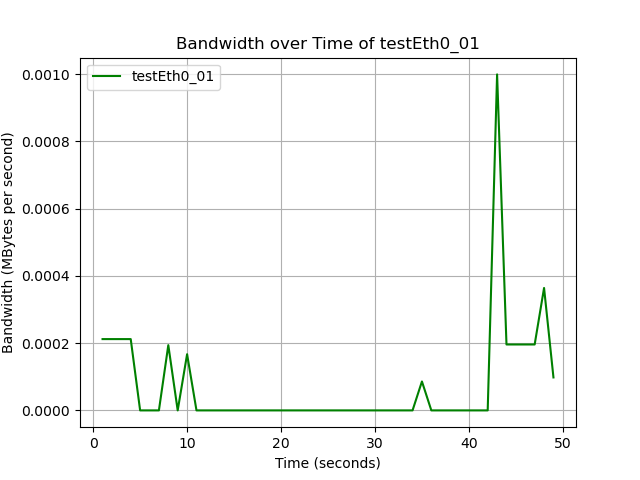 Bandwidth over Time of testEth0_01
testEth0_01
Bandwidth (MBytes per second)
0.0010
0.0008
0.0006
0.0004
0.0002
0.0000
0 10 20 30 40 50
Time (seconds)